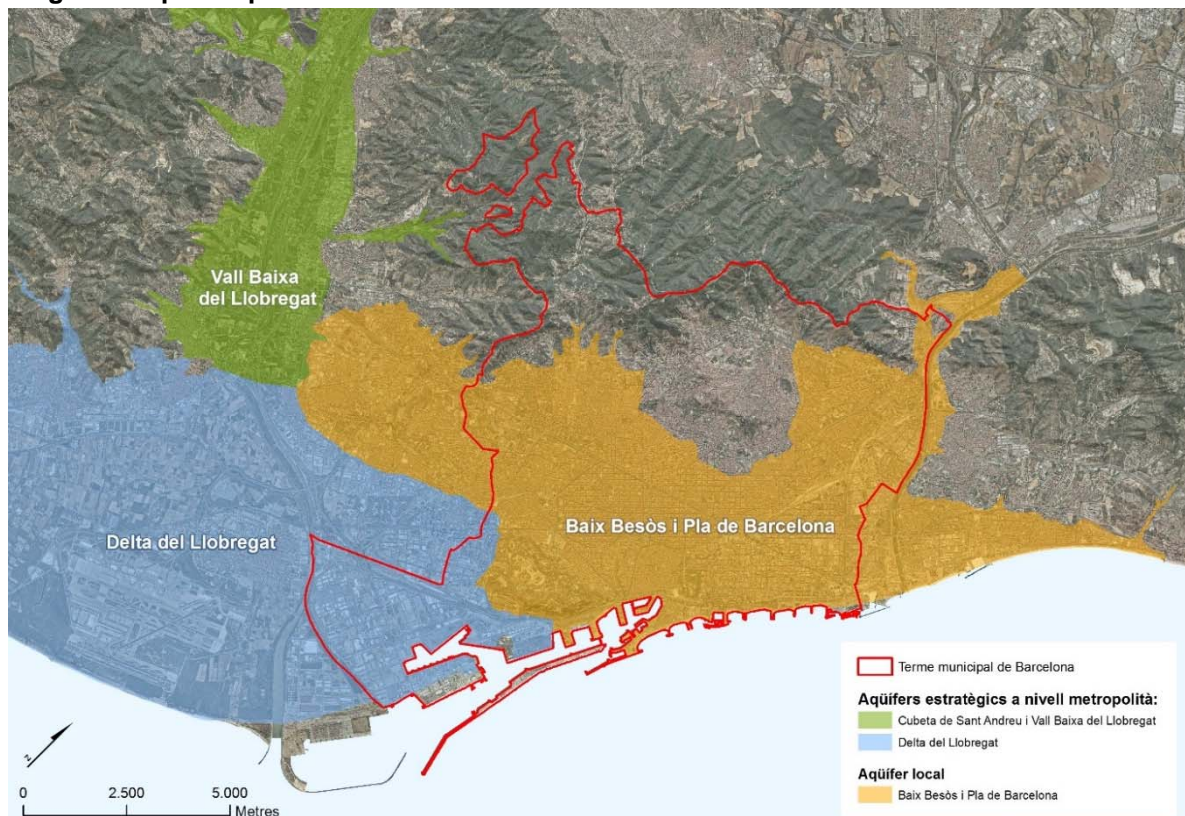 Vall Baixa
del Llobregat
Delta del Llobregat
Baix Besòs i Pla de Barcelona
Terme municipal de Barcelona
Aqüífers estratègics a nivell metropolità:
Cubeta de Sant Andreu i Vall Baixa del Llobregat
Delta del Llobregat
Aqüífer local
Baix Besòs i Pla de Barcelona
N
0 2.500 5.000
Metres